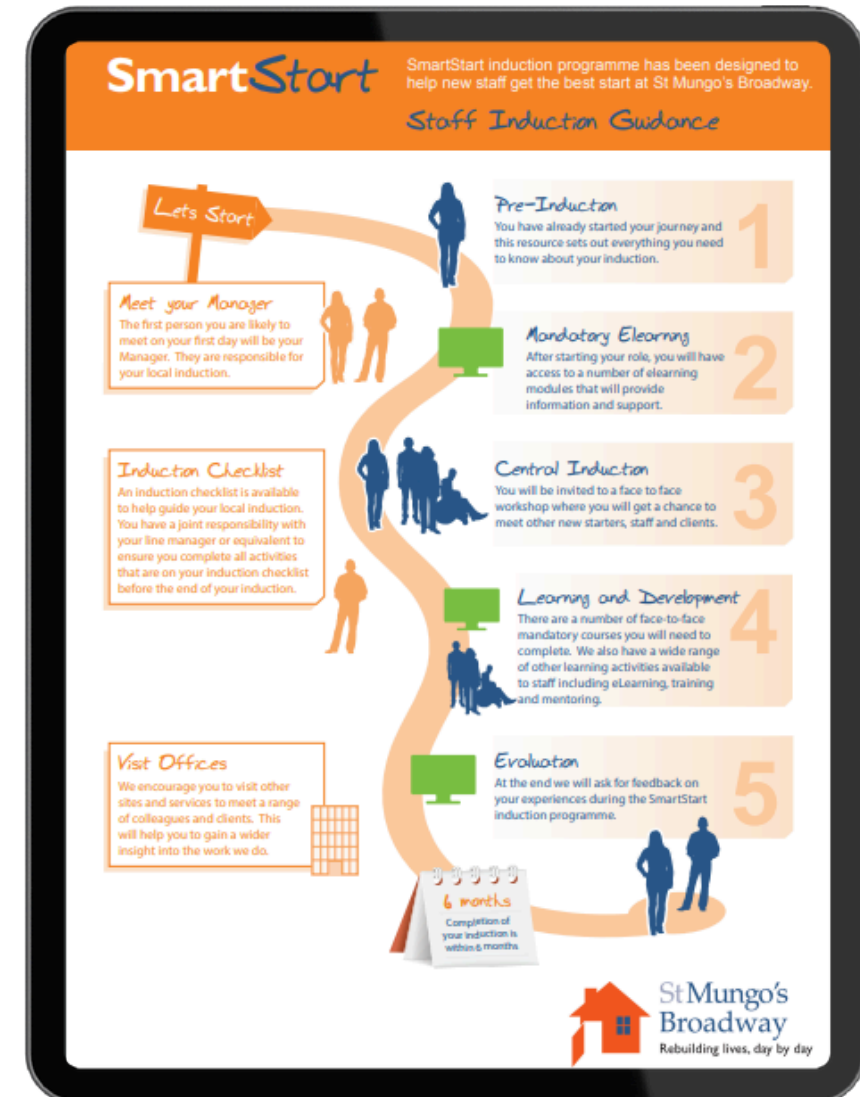 SmartStart
SmartStart induction programme has been designed to
help new staff get the best start at St Mungo's Broadway.
Staff Induction Guidance
Lets Start
Pre-Induction
You have already started your journey and
this resource sets out everything you need
to know about your induction.
1
Meet your Manager
The first person you are likely to
meet on your first day will be your
Manager. They are responsible for
your local induction.
Mandatory Elearning
After starting your role, you will have
access to a number of elearning
modules that will provide
information and support.
2
Induction Checklist
An induction checklist is available
to help guide your local induction.
You have a joint responsibility with
your line manager or equivalent to
ensure you complete all activities
that are on your induction checklist
before the end of your induction.
Central Induction
You will be invited to a face to face
workshop where you will get a chance to
meet other new starters, staff and clients.
3
Learning and Development
There are a number of face-to-face
mandatory courses you will need to
complete. We also have a wide range
of other learning activities available
to staff including eLearning, training
and mentoring.
4
Visit Offices
We encourage you to visit other
sites and services to meet a range
of colleagues and clients. This
will help you to gain a wider
insight into the work we do.
Evaluation
At the end we will ask for feedback on
your experiences during the SmartStart
induction programme.
5
6 months
Completion of
your induction is
within 6 months
St Mungo's
Broadway
Rebuilding lives, day by day